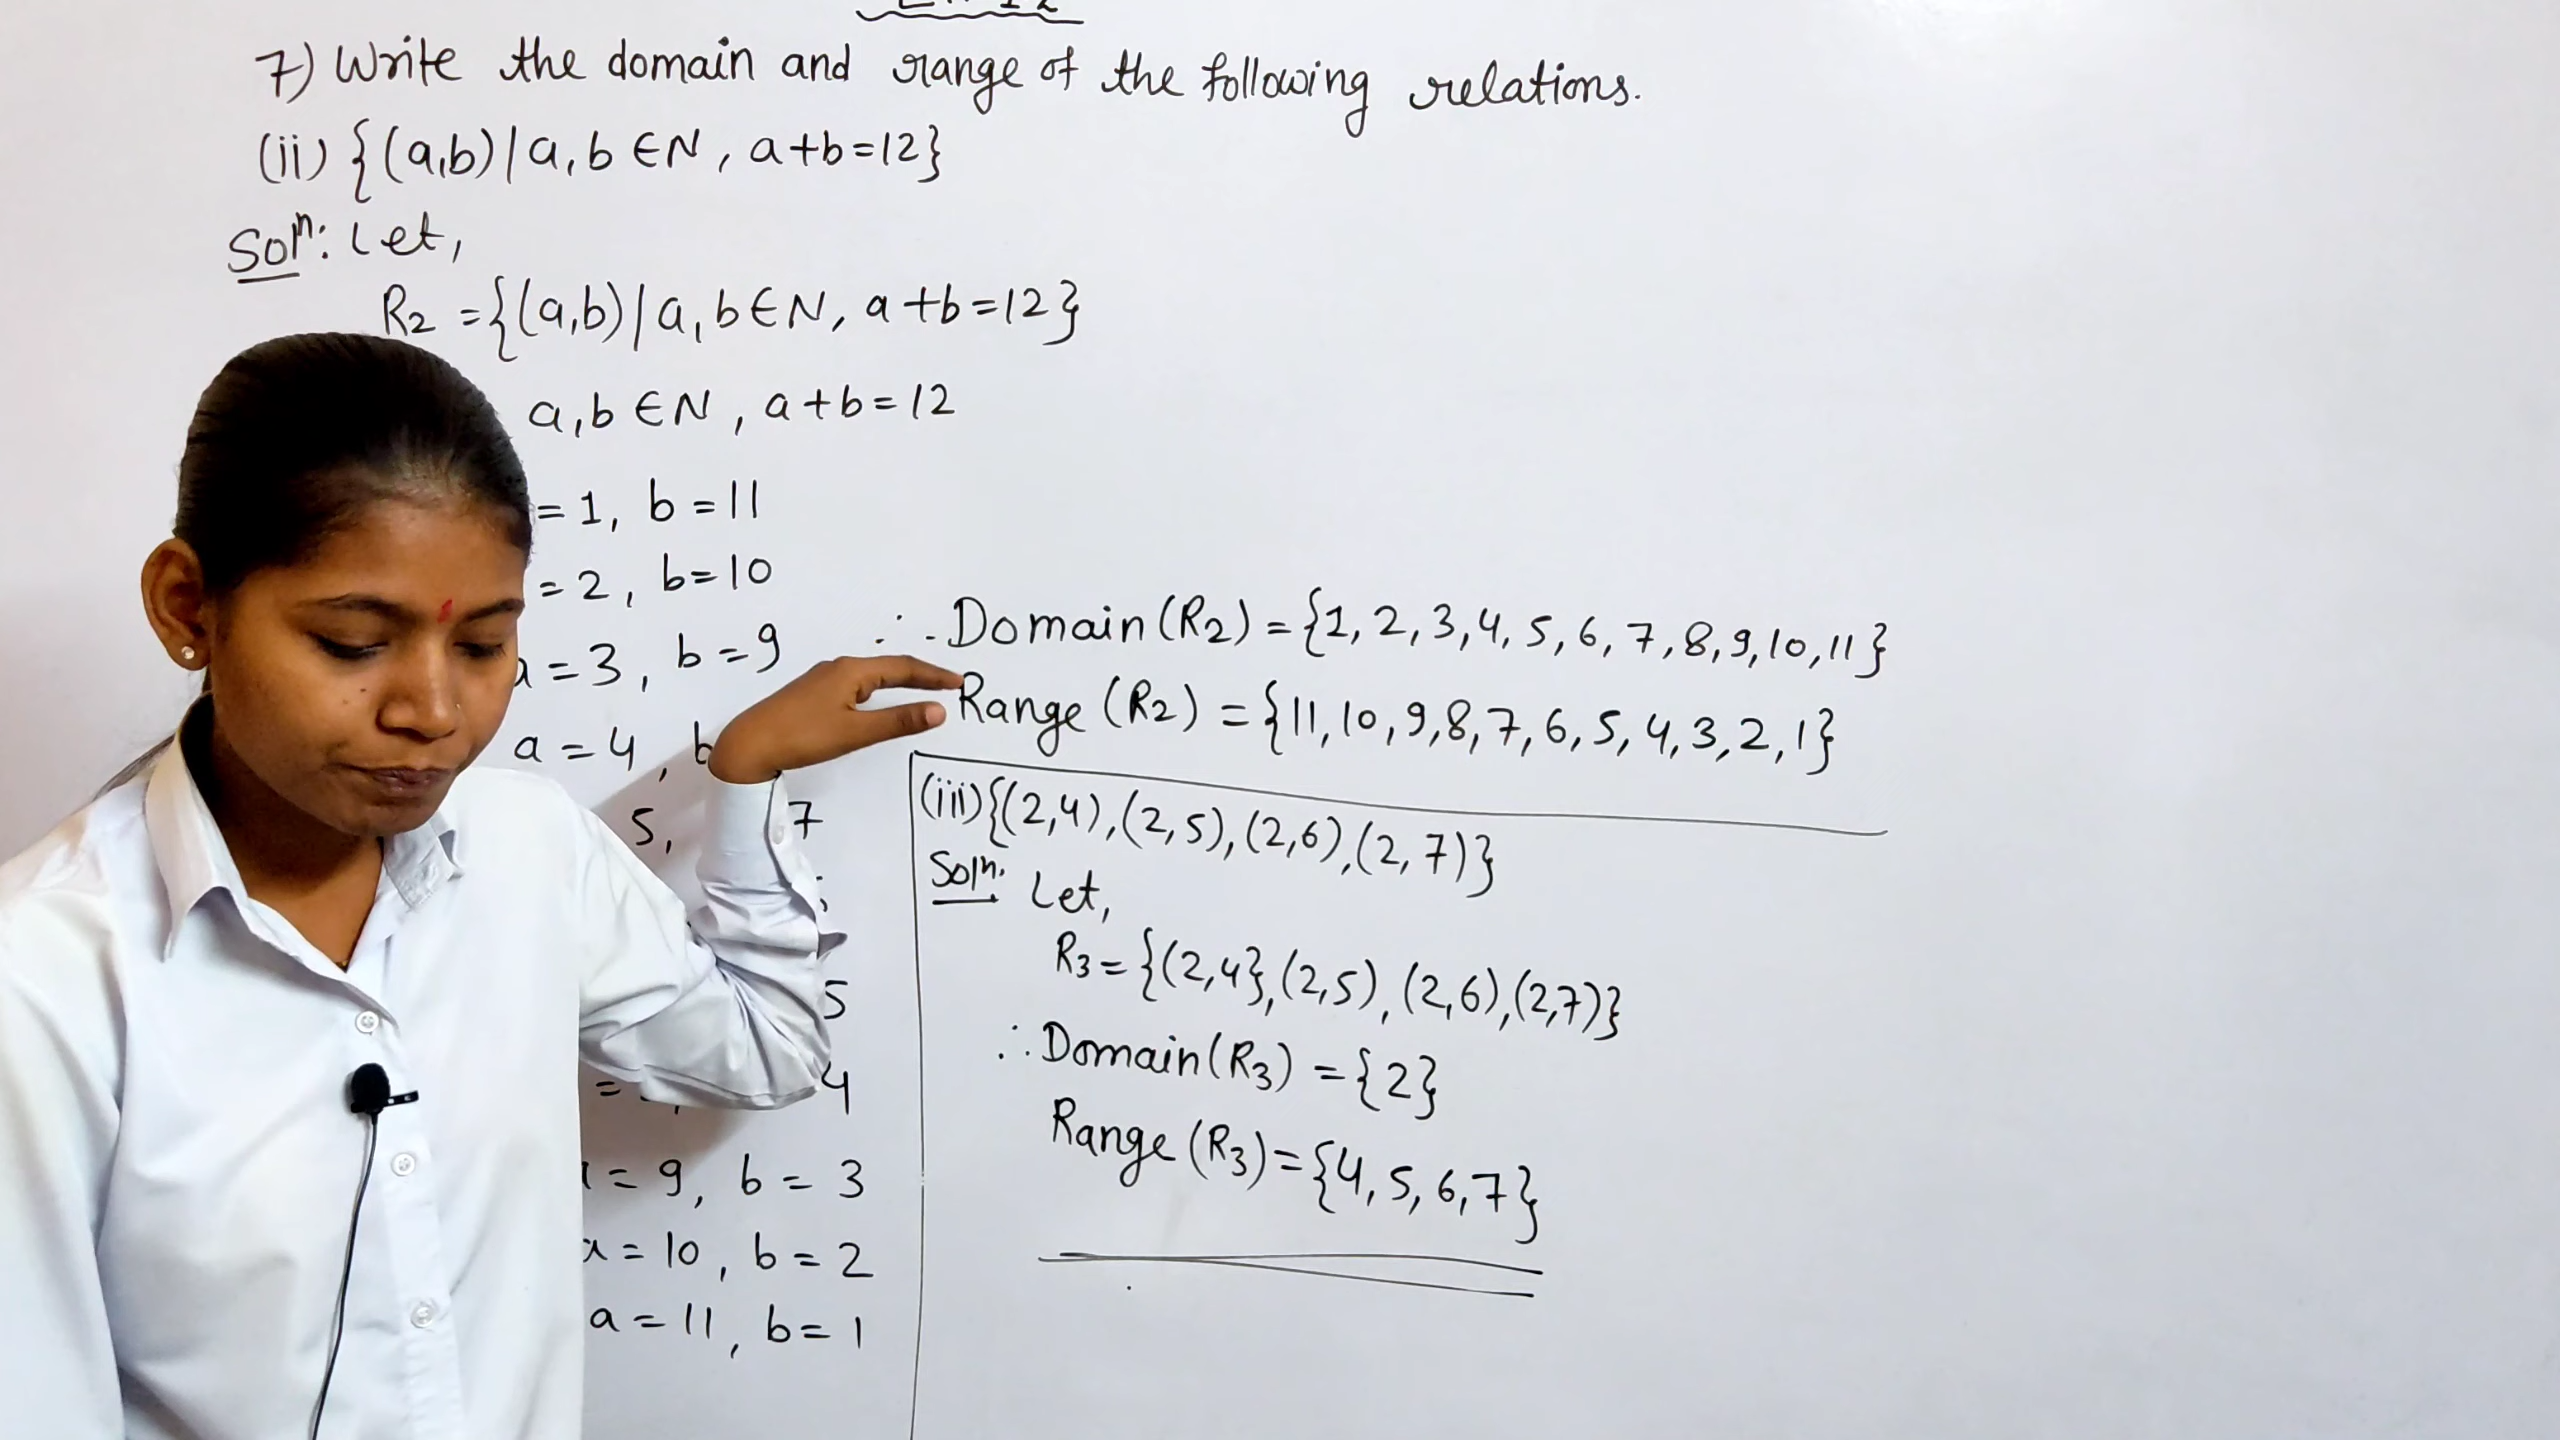 7) Write the domain and range of the following relations.
(ii) {(a,b)/a,b ∈N, a+b=12}
Solⁿ: Let,
R2 ={(a,b)/a,b∈N, a+b=12}
a,b ∈N, a+b=12
= 1, b = 11
= 2, b=10
a = 3, b = 9
a = 4, b
5, 7
5
= 4
= 9, b = 3
a = 10, b = 2
a = 11, b = 1
∴ Domain(R2) = {1, 2, 3, 4, 5, 6, 7, 8, 9, 10, 11}
Range (R2) = {11, 10, 9, 8, 7, 6, 5, 4, 3, 2, 1}
(iii){(2,4),(2,5),(2,6),(2,7)}
Solⁿ. Let,
R3={(2,4},(2,5),(2,6),(2,7)}
∴Domain(R3) = {2}
Range (R3)={4, 5, 6, 7}